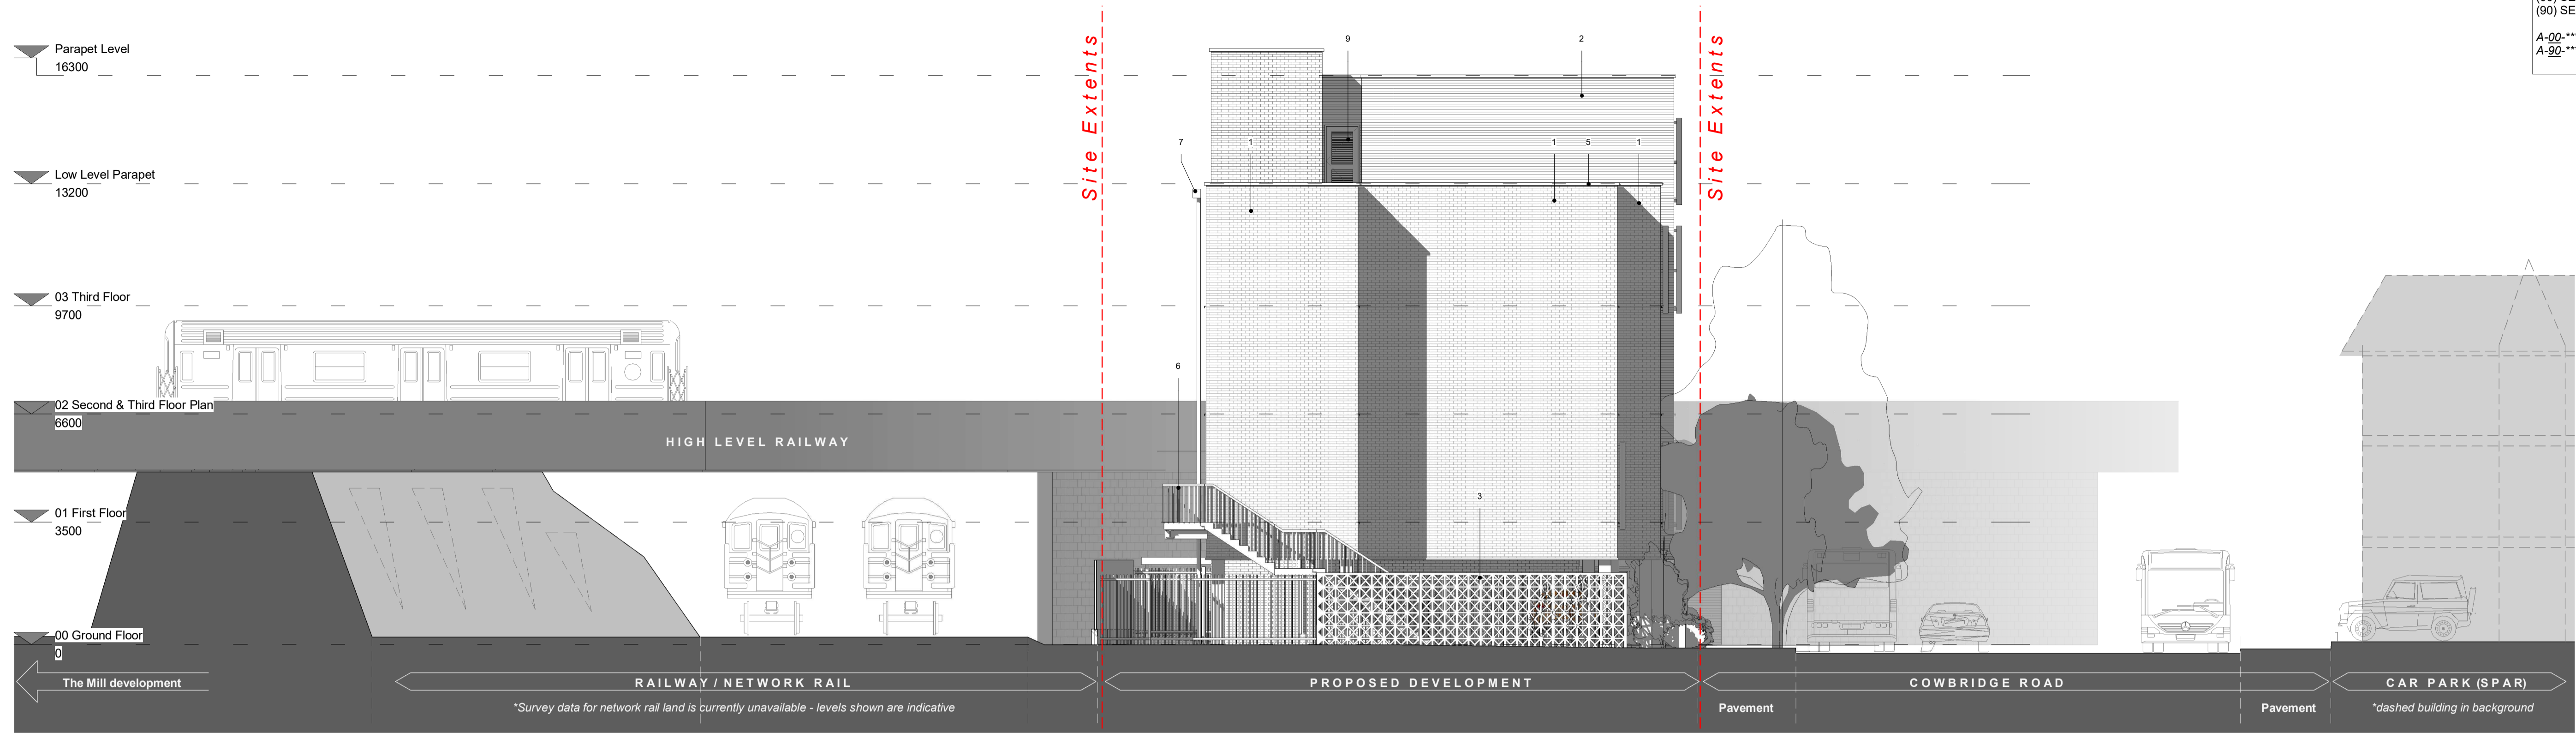 (90) SE
A-00-**
A-90-**
Parapet Level
16300
Low Level Parapet
13200
03 Third Floor
9700
02 Second & Third Floor Plan
6600
01 First Floor
3500
00 Ground Floor
0
Site Extents
Site Extents
9
2
7
1
1
5
1
6
3
HIGH LEVEL RAILWAY
The Mill development
RAILWAY / NETWORK RAIL
PROPOSED DEVELOPMENT
COWBRIDGE ROAD
CAR PARK (SPAR)
*Survey data for network rail land is currently unavailable - levels shown are indicative
Pavement
Pavement
*dashed building in background